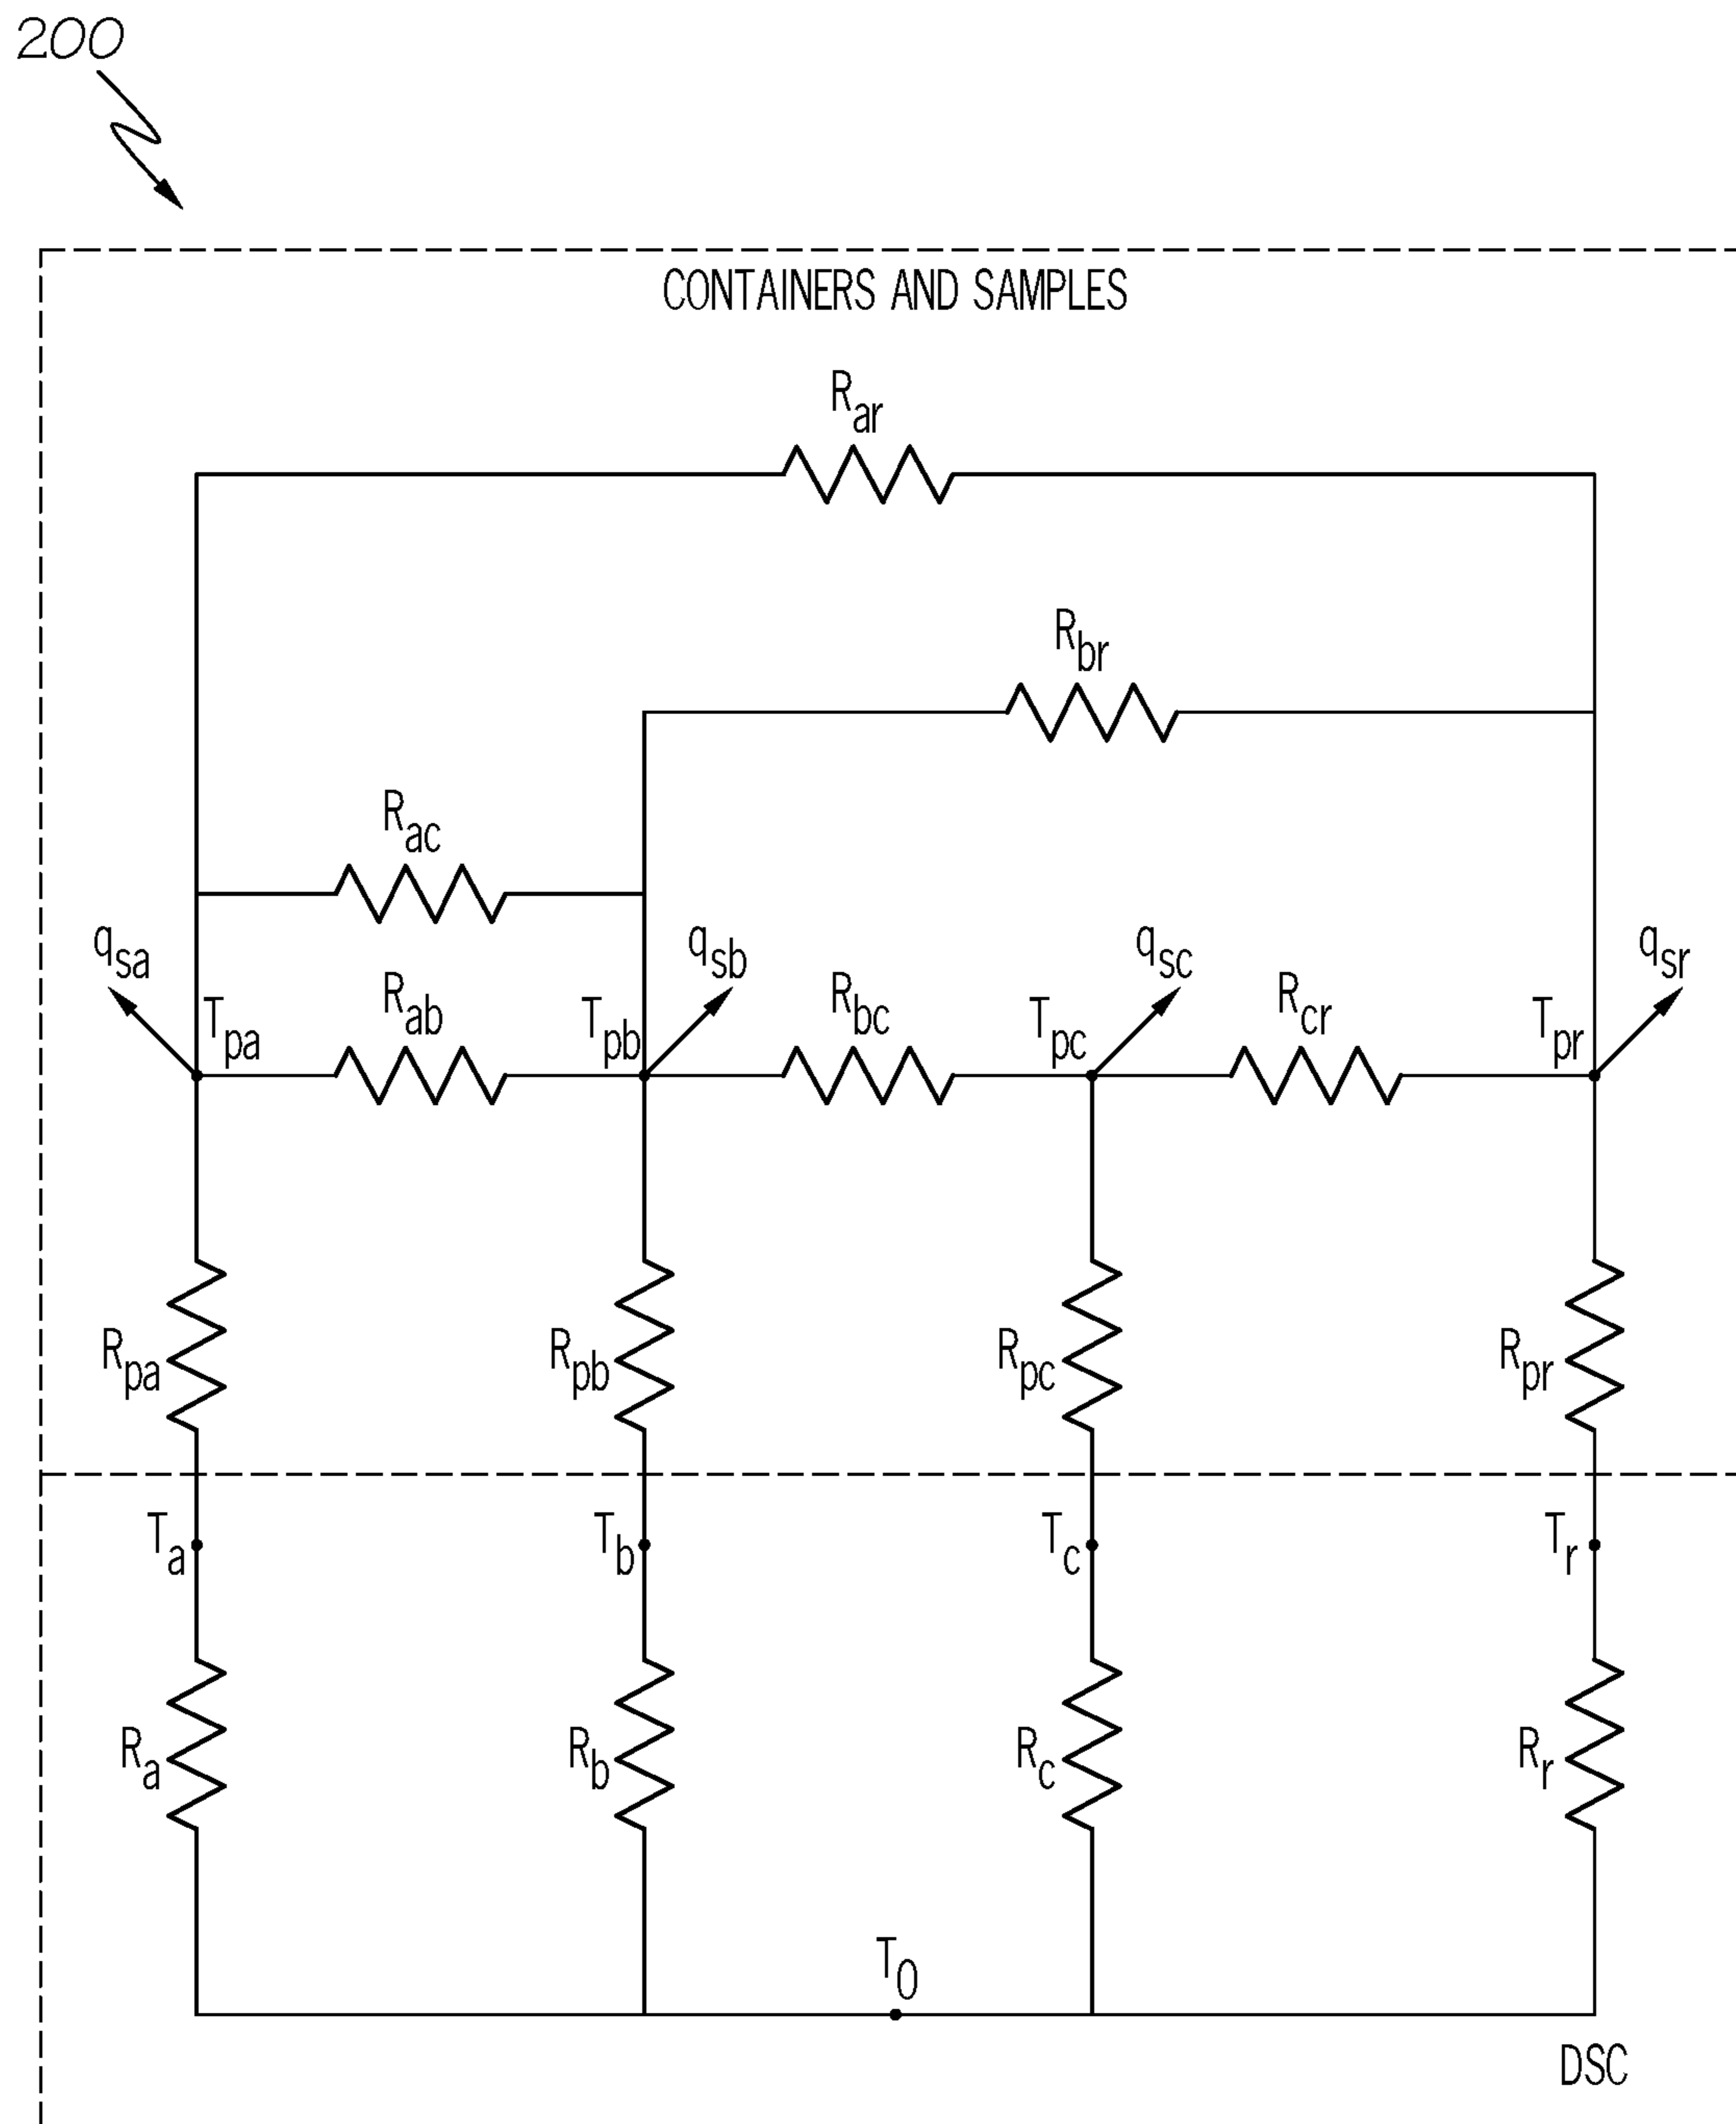 200
CONTAINERS AND SAMPLES
Rar
Rbr
Rac
qsa
qsb
qsc
qsr
Tpa
Rab
Tpb
Rbc
Tpc
Rcr
Tpr
Rpa
Rpb
Rpc
Rpr
Ta
Tb
Tc
Tr
Ra
Rb
Rc
Rr
T0
DSC